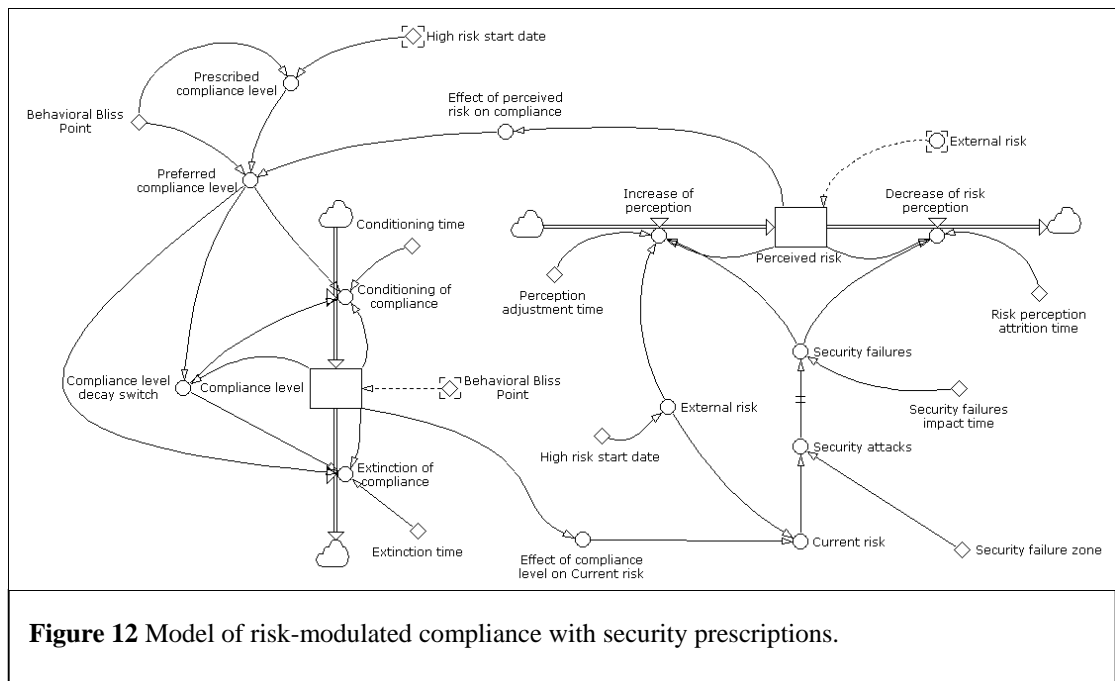 High risk start date
Prescribed
compliance level
Behavioral Bliss
Point
Effect of perceived
risk on compliance
External risk
Preferred
compliance level
Increase of
perception
Decrease of risk
perception
Conditioning time
Perceived risk
Perception
adjustment time
Risk perception
attrition time
Conditioning of
compliance
Security failures
Compliance level
decay switch
Compliance level
Behavioral Bliss
Point
External risk
Security failures
impact time
High risk start date
Security attacks
Extinction of
compliance
Extinction time
Effect of compliance
level on Current risk
Current risk
Security failure zone
Figure 12 Model of risk-modulated compliance with security prescriptions.